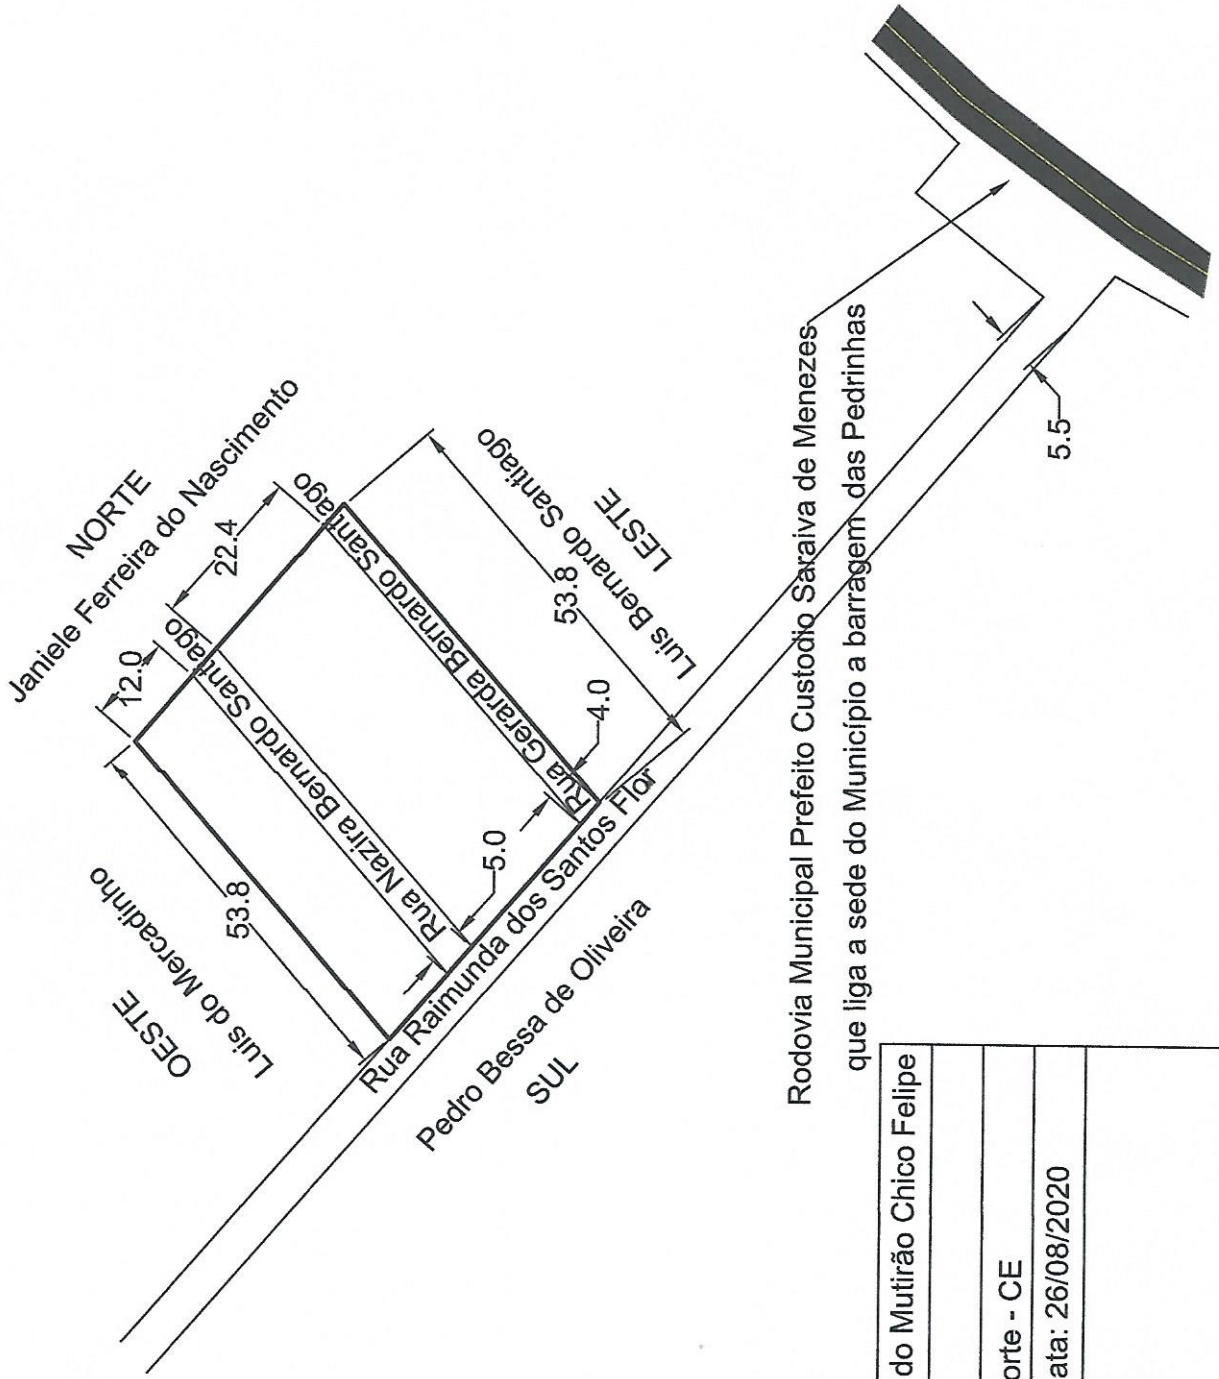 NORTE
Janiele Ferreira do Nascimento
12.0
22.4
Rua Nazira Bernardo Santiago
Rua Gerarda Bernardo Santiago
53.8
Luis do Mercadinho
OESTE
53.8
Luis Bernardo Santiago
LESTE
5.0
4.0
Rua Raimunda dos Santos Flor
Pedro Bessa de Oliveira
SUL
Rodovia Municipal Prefeito Custodio Saraiva de Menezes
que liga a sede do Município a barragem das Pedrinhas
5.5
do Mutirão Chico Felipe
orte - CE
ata: 26/08/2020